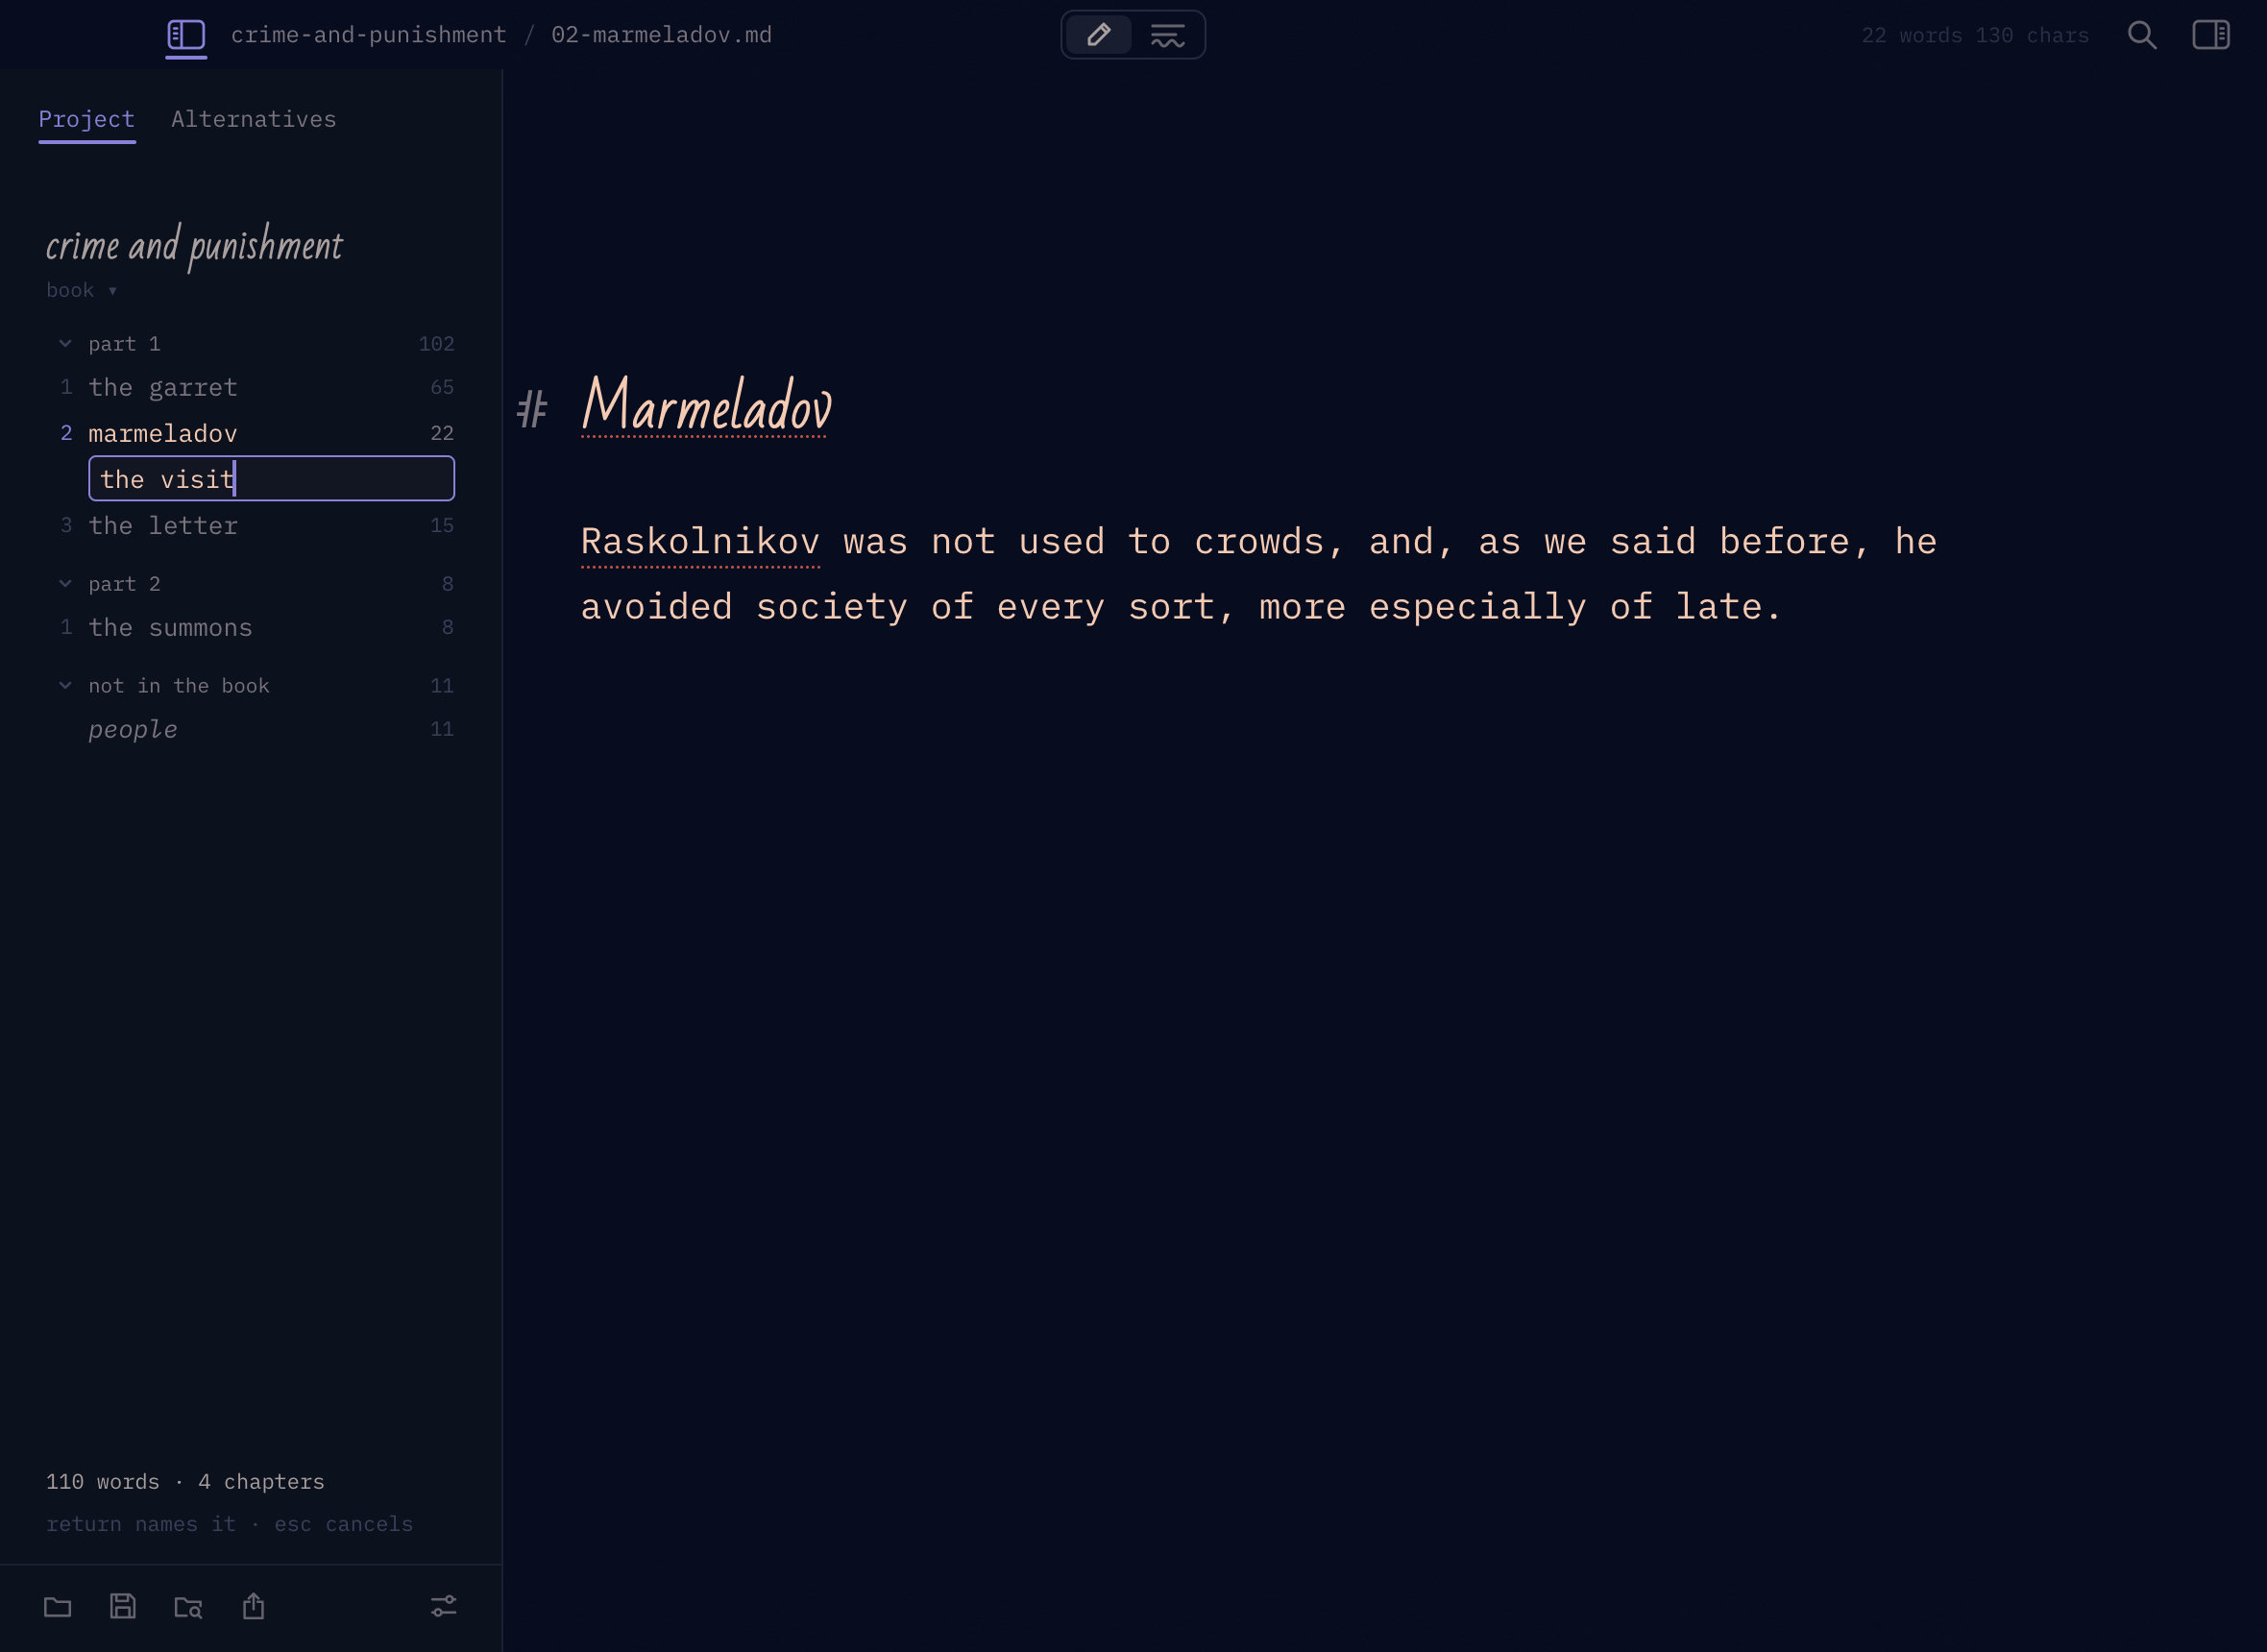 crime-and-punishment / 02-marmeladov.md
22 words 130 chars
Project Alternatives
crime and punishment
book ▾
part 1 102
1 the garret 65
2 marmeladov 22
the visit
3 the letter 15
part 2 8
1 the summons 8
not in the book 11
people 11
110 words · 4 chapters
return names it · esc cancels
# Marmeladov
Raskolnikov was not used to crowds, and, as we said before, he
avoided society of every sort, more especially of late.